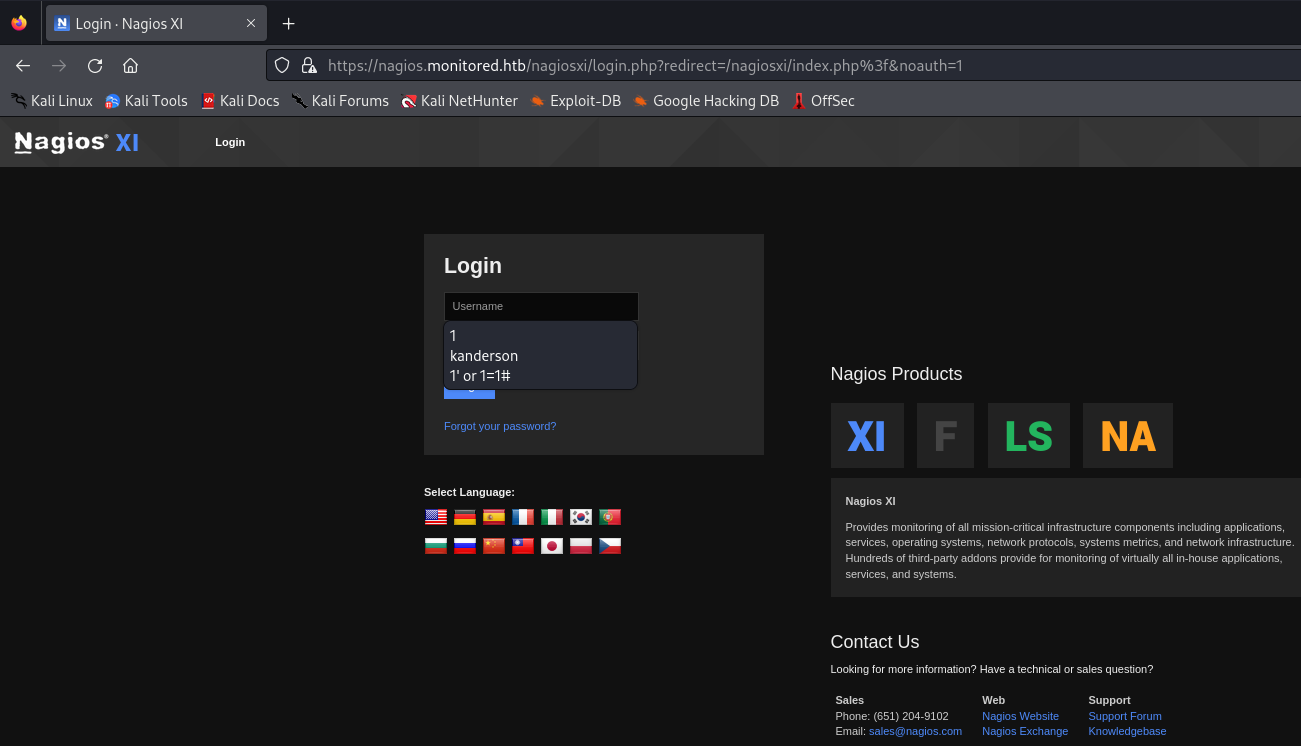 Login · Nagios XI
https://nagios.monitored.htb/nagiosxi/login.php?redirect=/nagiosxi/index.php%3f&noauth=1
Kali Linux Kali Tools Kali Docs Kali Forums Kali NetHunter Exploit-DB Google Hacking DB OffSec
Nagios® XI Login
Login
Username
1
kanderson
1' or 1=1#
Forgot your password?
Select Language:
Nagios Products
XI F LS NA
Nagios XI
Provides monitoring of all mission-critical infrastructure components including applications,
services, operating systems, network protocols, systems metrics, and network infrastructure.
Hundreds of third-party addons provide for monitoring of virtually all in-house applications,
services, and systems.
Contact Us
Looking for more information? Have a technical or sales question?
Sales Web Support
Phone: (651) 204-9102 Nagios Website Support Forum
Email: sales@nagios.com Nagios Exchange Knowledgebase